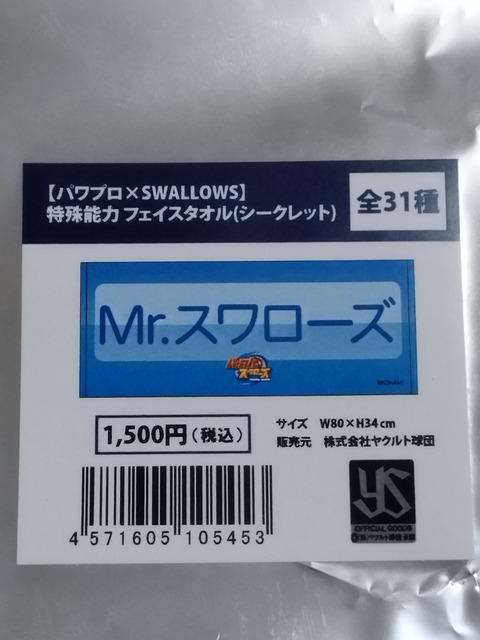 【パワプロ×SWALLOWS】
特殊能力 フェイスタオル(シークレット)
全31種
Mr.スワローズ
©KONAMI
1,500円(税込)
サイズ W80×H34cm
販売元 株式会社ヤクルト球団
4 571605 105453
YS
OFFICIAL GOODS